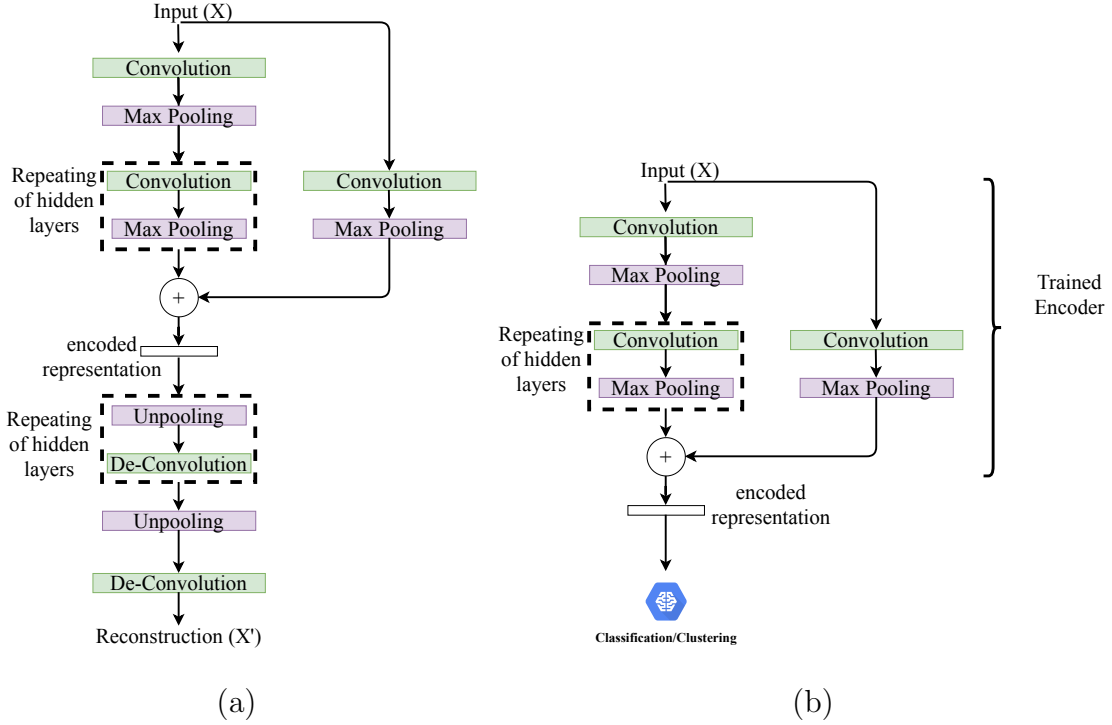 Input (X)
Convolution
Max Pooling
Repeating
of hidden
layers
Convolution
Max Pooling
Convolution
Max Pooling
+
encoded
representation
Repeating
of hidden
layers
Unpooling
De-Convolution
Unpooling
De-Convolution
Reconstruction (X')
(a)
Input (X)
Convolution
Max Pooling
Repeating
of hidden
layers
Convolution
Max Pooling
Convolution
Max Pooling
+
encoded
representation
Classification/Clustering
Trained
Encoder
(b)